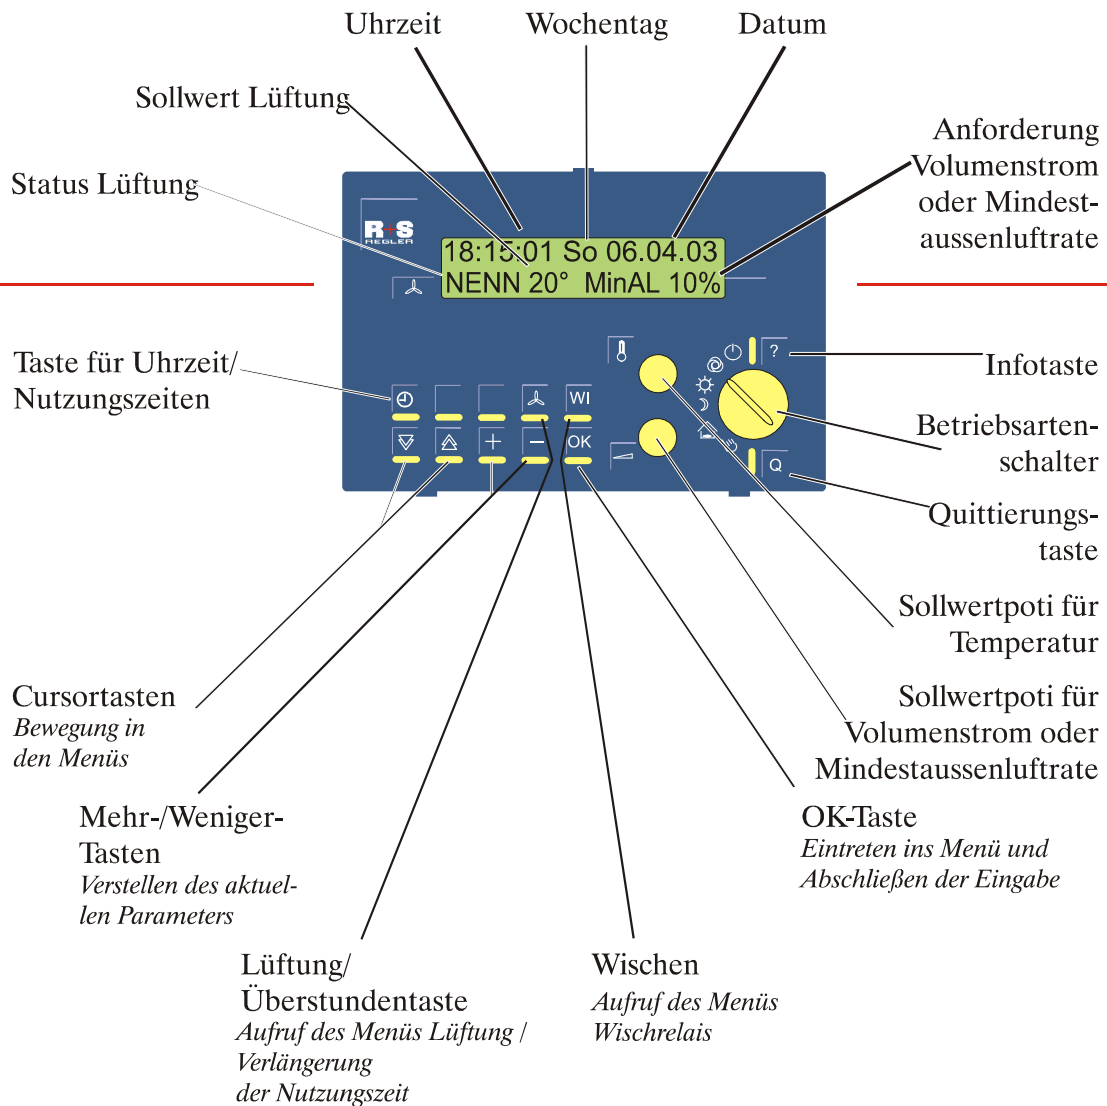 Uhrzeit
Wochentag
Datum
Sollwert Lüftung
Status Lüftung
Anforderung
Volumenstrom
oder Mindest-
aussenluftrate
R+S
REGLER
18:15:01 So 06.04.03
NENN 20° MinAL 10%
Taste für Uhrzeit/
Nutzungszeiten
?
WI
OK
Q
Infotaste
Betriebsarten-
schalter
Quittierungs-
taste
Sollwertpoti für
Temperatur
Sollwertpoti für
Volumenstrom oder
Mindestaussenluftrate
Cursortasten
Bewegung in
den Menüs
Mehr-/Weniger-
Tasten
Verstellen des aktuel-
len Parameters
OK-Taste
Eintreten ins Menü und
Abschließen der Eingabe
Lüftung/
Überstundentaste
Aufruf des Menüs Lüftung /
Verlängerung
der Nutzungszeit
Wischen
Aufruf des Menüs
Wischrelais